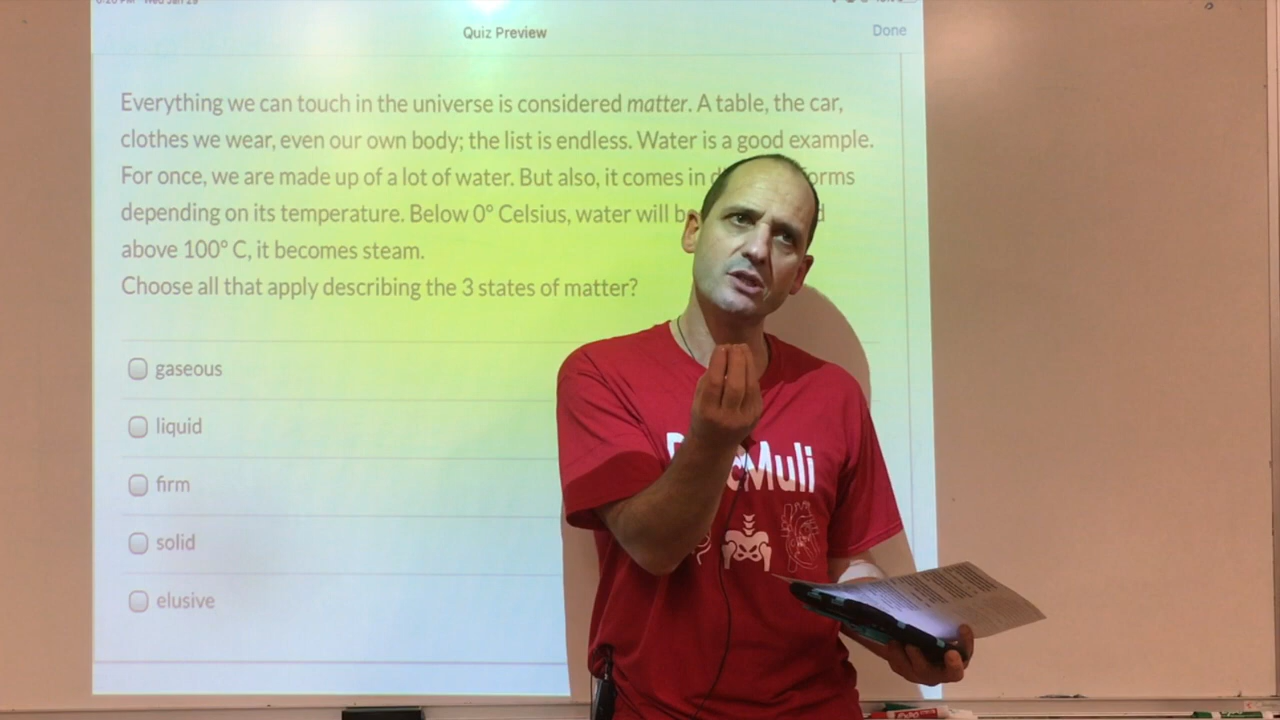 Quiz Preview
Done
Everything we can touch in the universe is considered matter. A table, the car,
clothes we wear, even our own body; the list is endless. Water is a good example.
For once, we are made up of a lot of water. But also, it comes in
depending on its temperature. Below 0° Celsius, water will
above 100° C, it becomes steam.
Choose all that apply describing the 3 states of matter?
gaseous
liquid
firm
solid
elusive
Muli